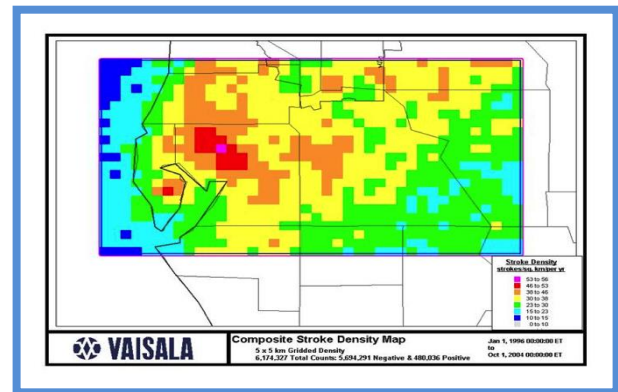 Stroke Density
strokes/sq. km/per yr
53 to 56
46 to 53
38 to 46
30 to 38
23 to 30
15 to 23
10 to 15
0 to 10
VAISALA
Composite Stroke Density Map
5 x 5 km Gridded Density
6,174,327 Total Counts: 5,694,291 Negative & 480,036 Positive
Jan 1, 1996 00:00:00 ET
to
Oct 1, 2004 00:00:00 ET